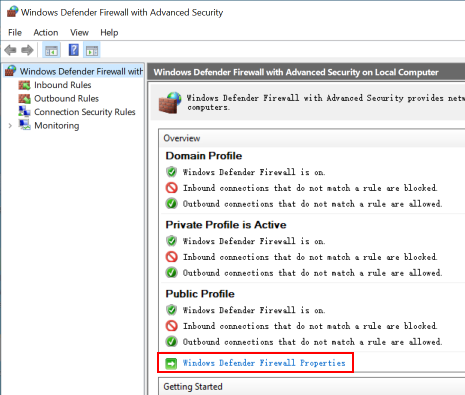 Windows Defender Firewall with Advanced Security
File Action View Help
Windows Defender Firewall with
Inbound Rules
Outbound Rules
Connection Security Rules
Monitoring
Windows Defender Firewall with Advanced Security on Local Computer
Windows Defender Firewall with Advanced Security provides
computers.
Overview
Domain Profile
Windows Defender Firewall is on.
Inbound connections that do not match a rule are blocked.
Outbound connections that do not match a rule are allowed.
Private Profile is Active
Windows Defender Firewall is on.
Inbound connections that do not match a rule are blocked.
Outbound connections that do not match a rule are allowed.
Public Profile
Windows Defender Firewall is on.
Inbound connections that do not match a rule are blocked.
Outbound connections that do not match a rule are allowed.
Windows Defender Firewall Properties
Getting Started